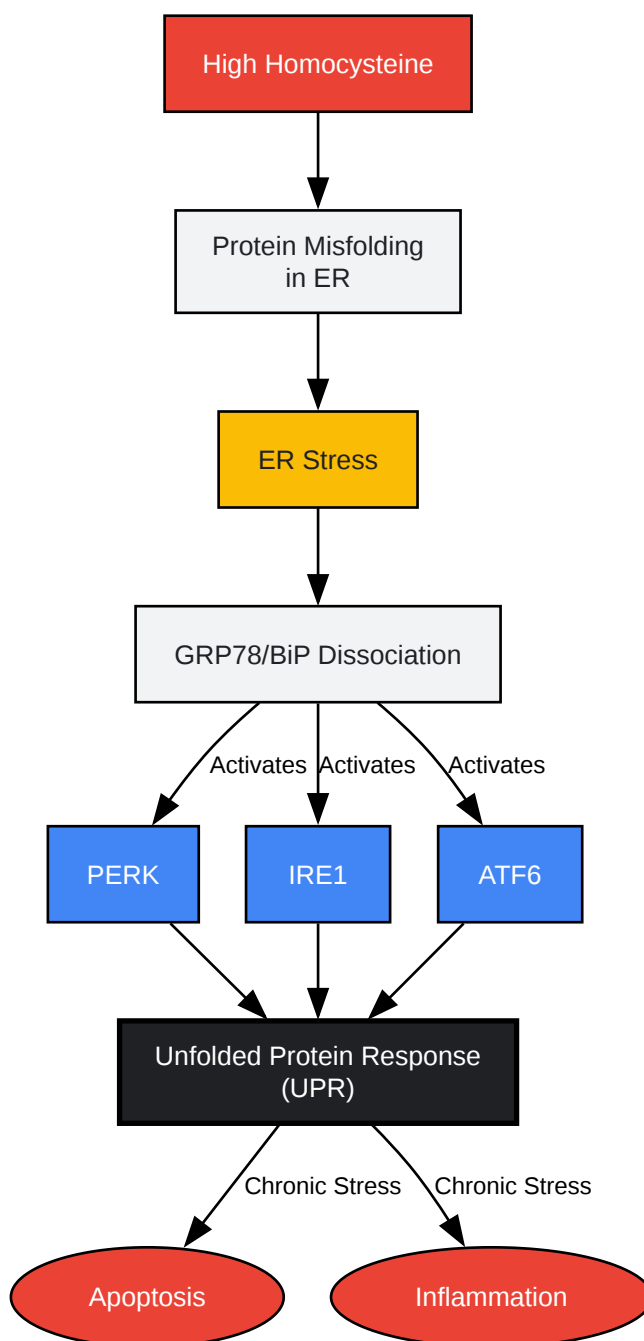 High Homocysteine
Protein Misfolding
in ER
ER Stress
GRP78/BiP Dissociation
Activates
Activates
Activates
PERK
IRE1
ATF6
Unfolded Protein Response
(UPR)
Chronic Stress
Chronic Stress
Apoptosis
Inflammation